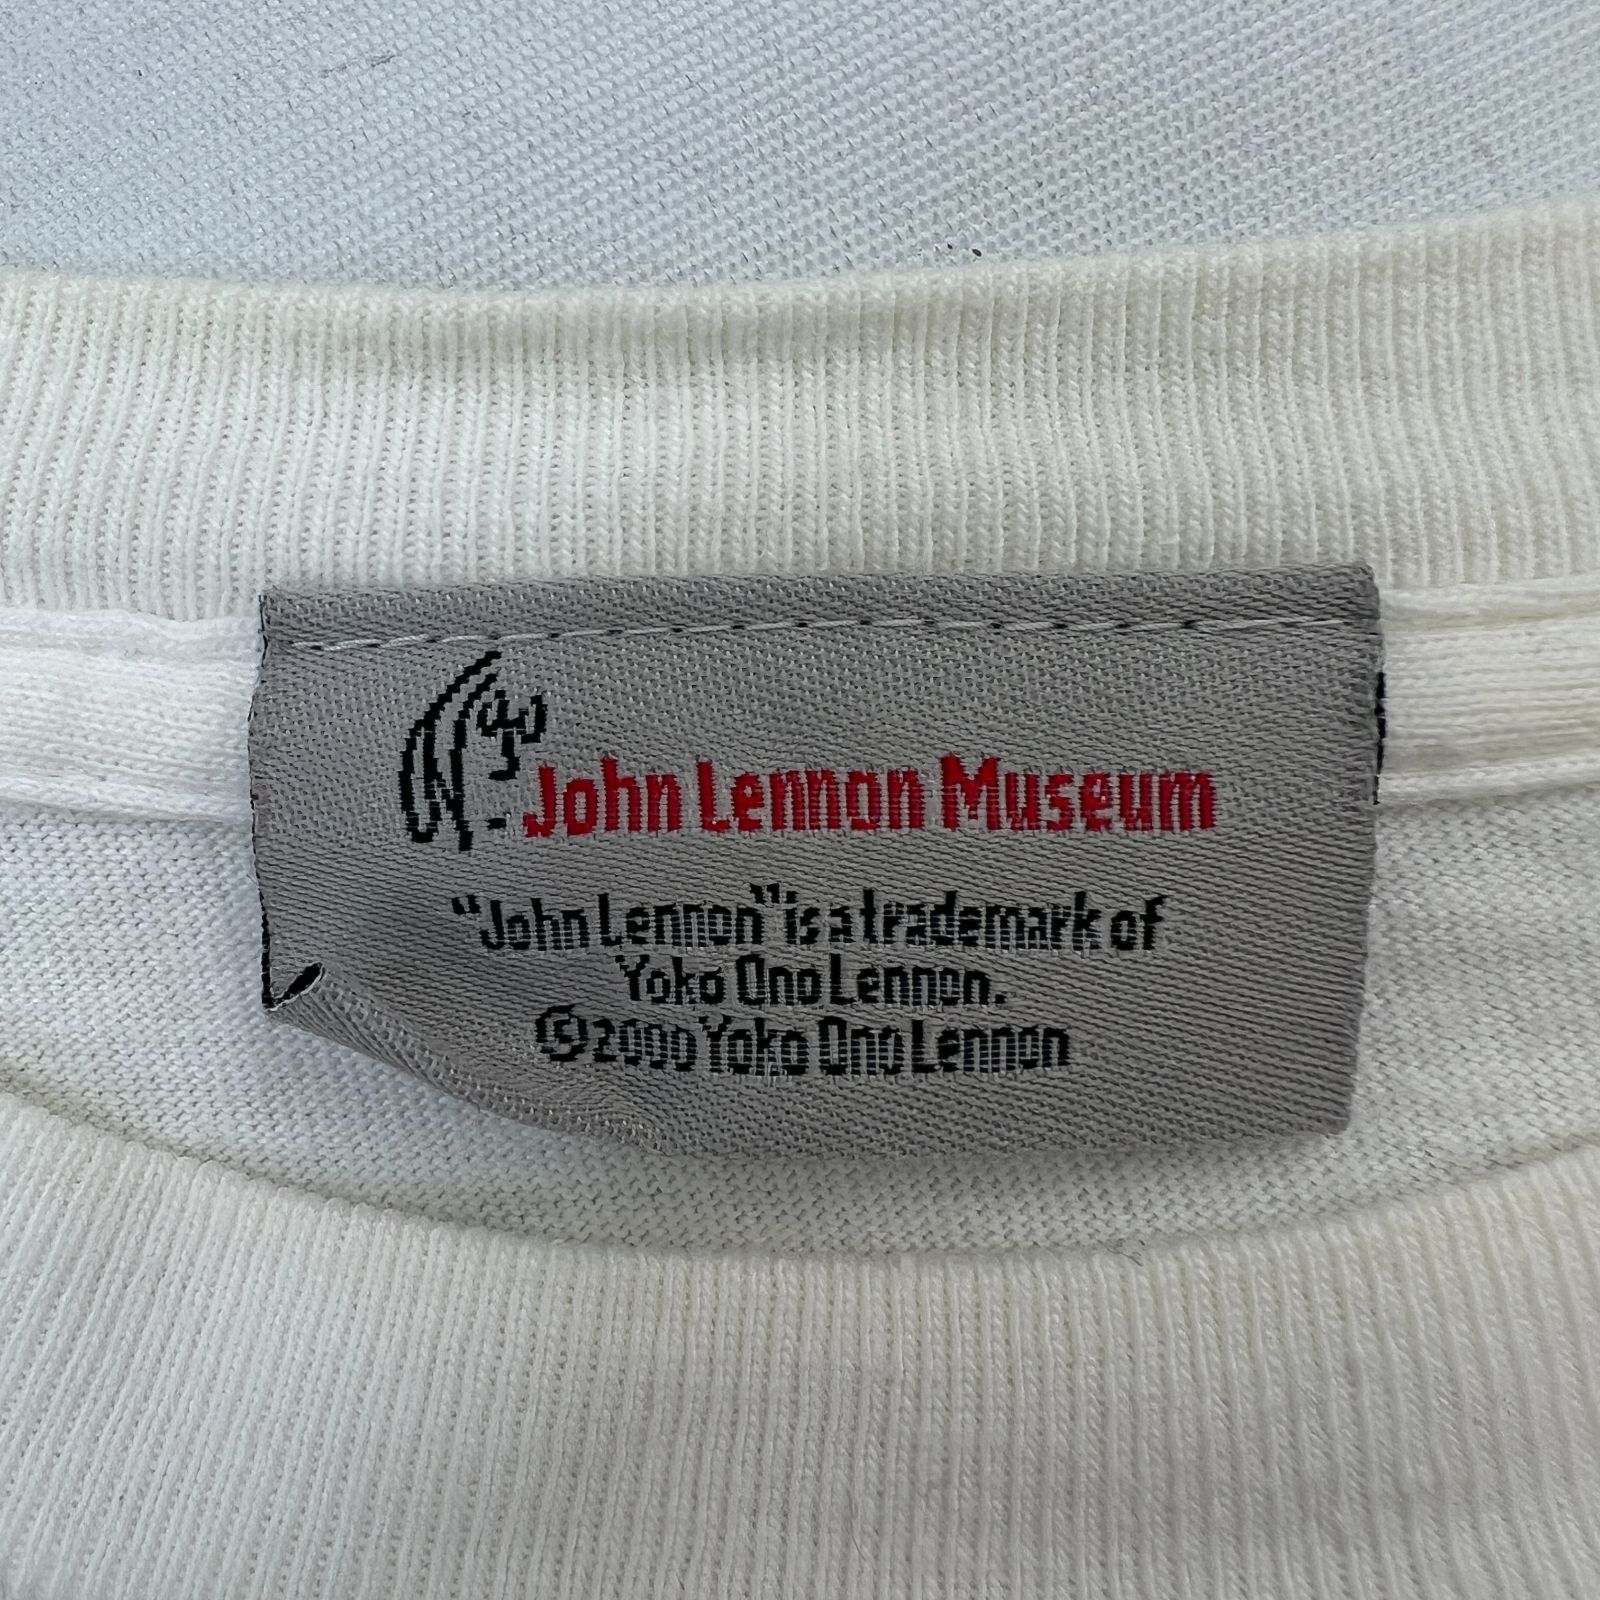 John Lennon Museum
“John Lennon” is a trademark of
Yoko Ono Lennon.
©2000 Yoko Ono Lennon